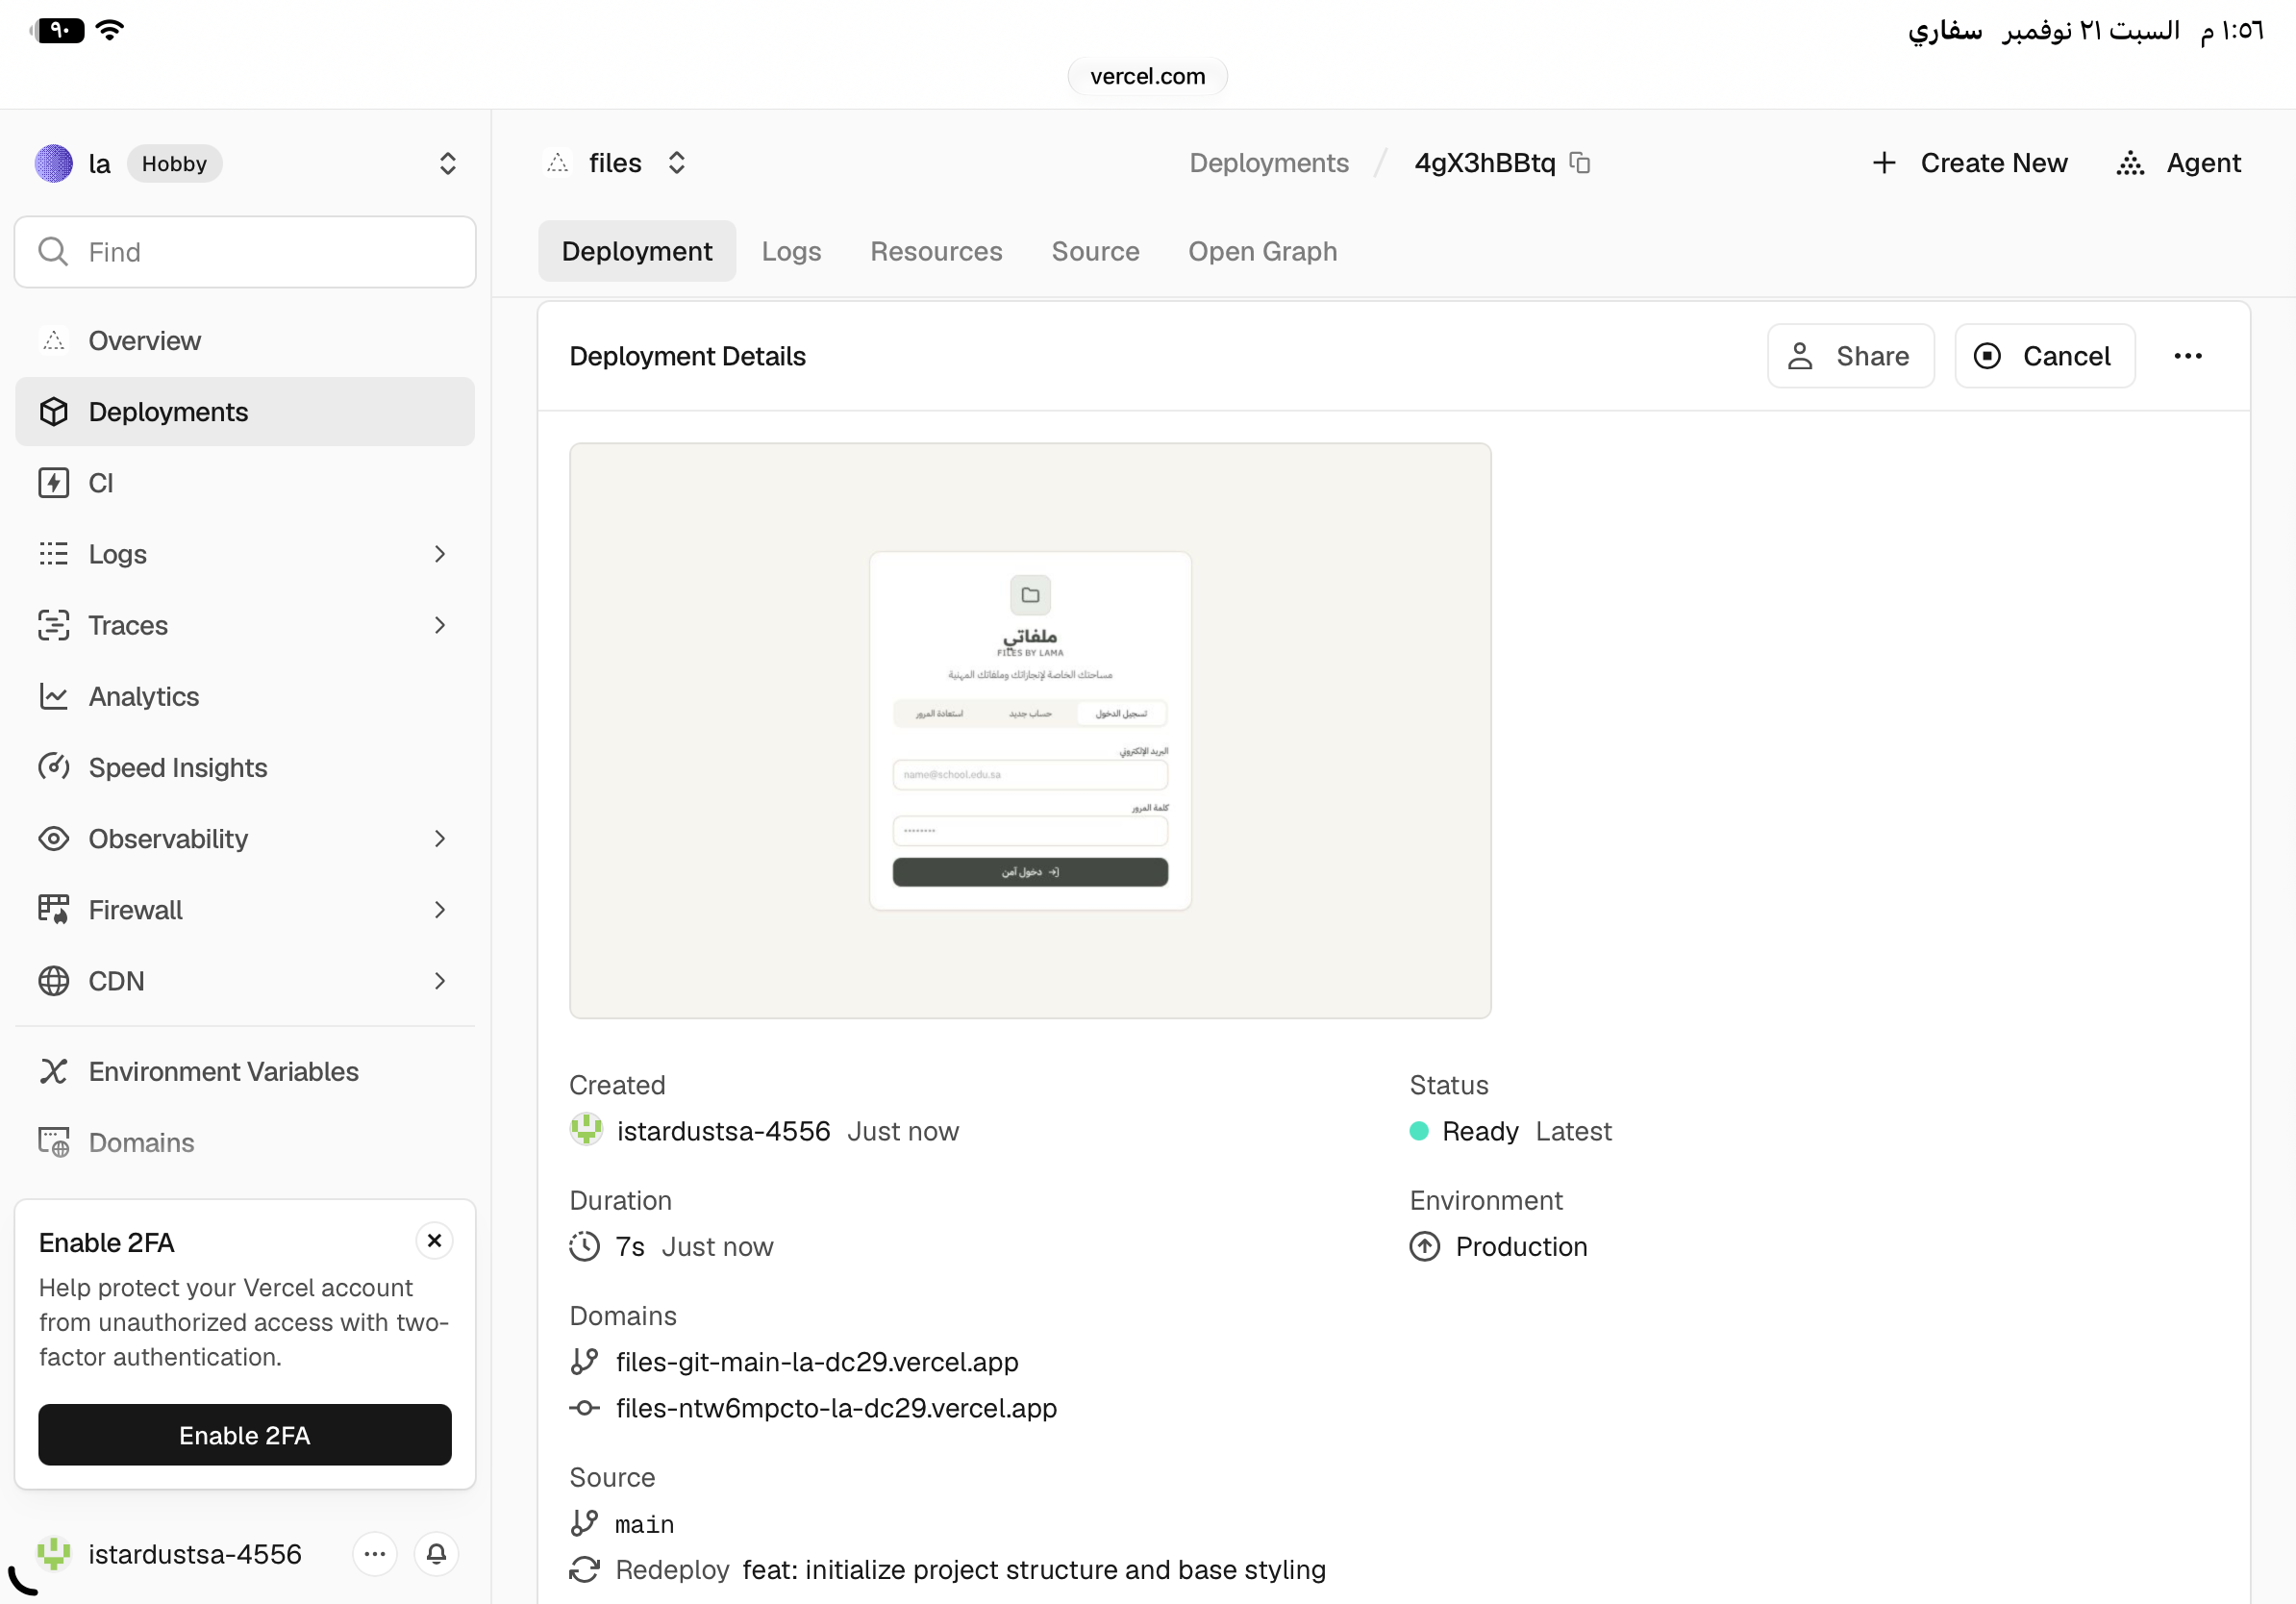 ١:٥٦ م السبت ٢١ نوفمبر سفاري
٩٠
vercel.com
la Hobby
Find
Overview
Deployments
CI
Logs
Traces
Analytics
Speed Insights
Observability
Firewall
CDN
Environment Variables
Domains
Enable 2FA
Help protect your Vercel account
from unauthorized access with two-
factor authentication.
Enable 2FA
istardustsa-4556
files
Deployments / 4gX3hBBtq
Create New
Agent
Deployment Logs Resources Source Open Graph
Deployment Details
Share
Cancel
ملفاتي
FILES BY LAMA
مساحتك الخاصة لإنجازاتك وملفاتك المهنية
تسجيل الدخول حساب جديد استعادة المرور
البريد الإلكتروني
name@school.edu.sa
كلمة المرور
••••••••
دخول آمن
Created
istardustsa-4556 Just now
Status
Ready Latest
Duration
7s Just now
Environment
Production
Domains
files-git-main-la-dc29.vercel.app
files-ntw6mpcto-la-dc29.vercel.app
Source
main
Redeploy feat: initialize project structure and base styling